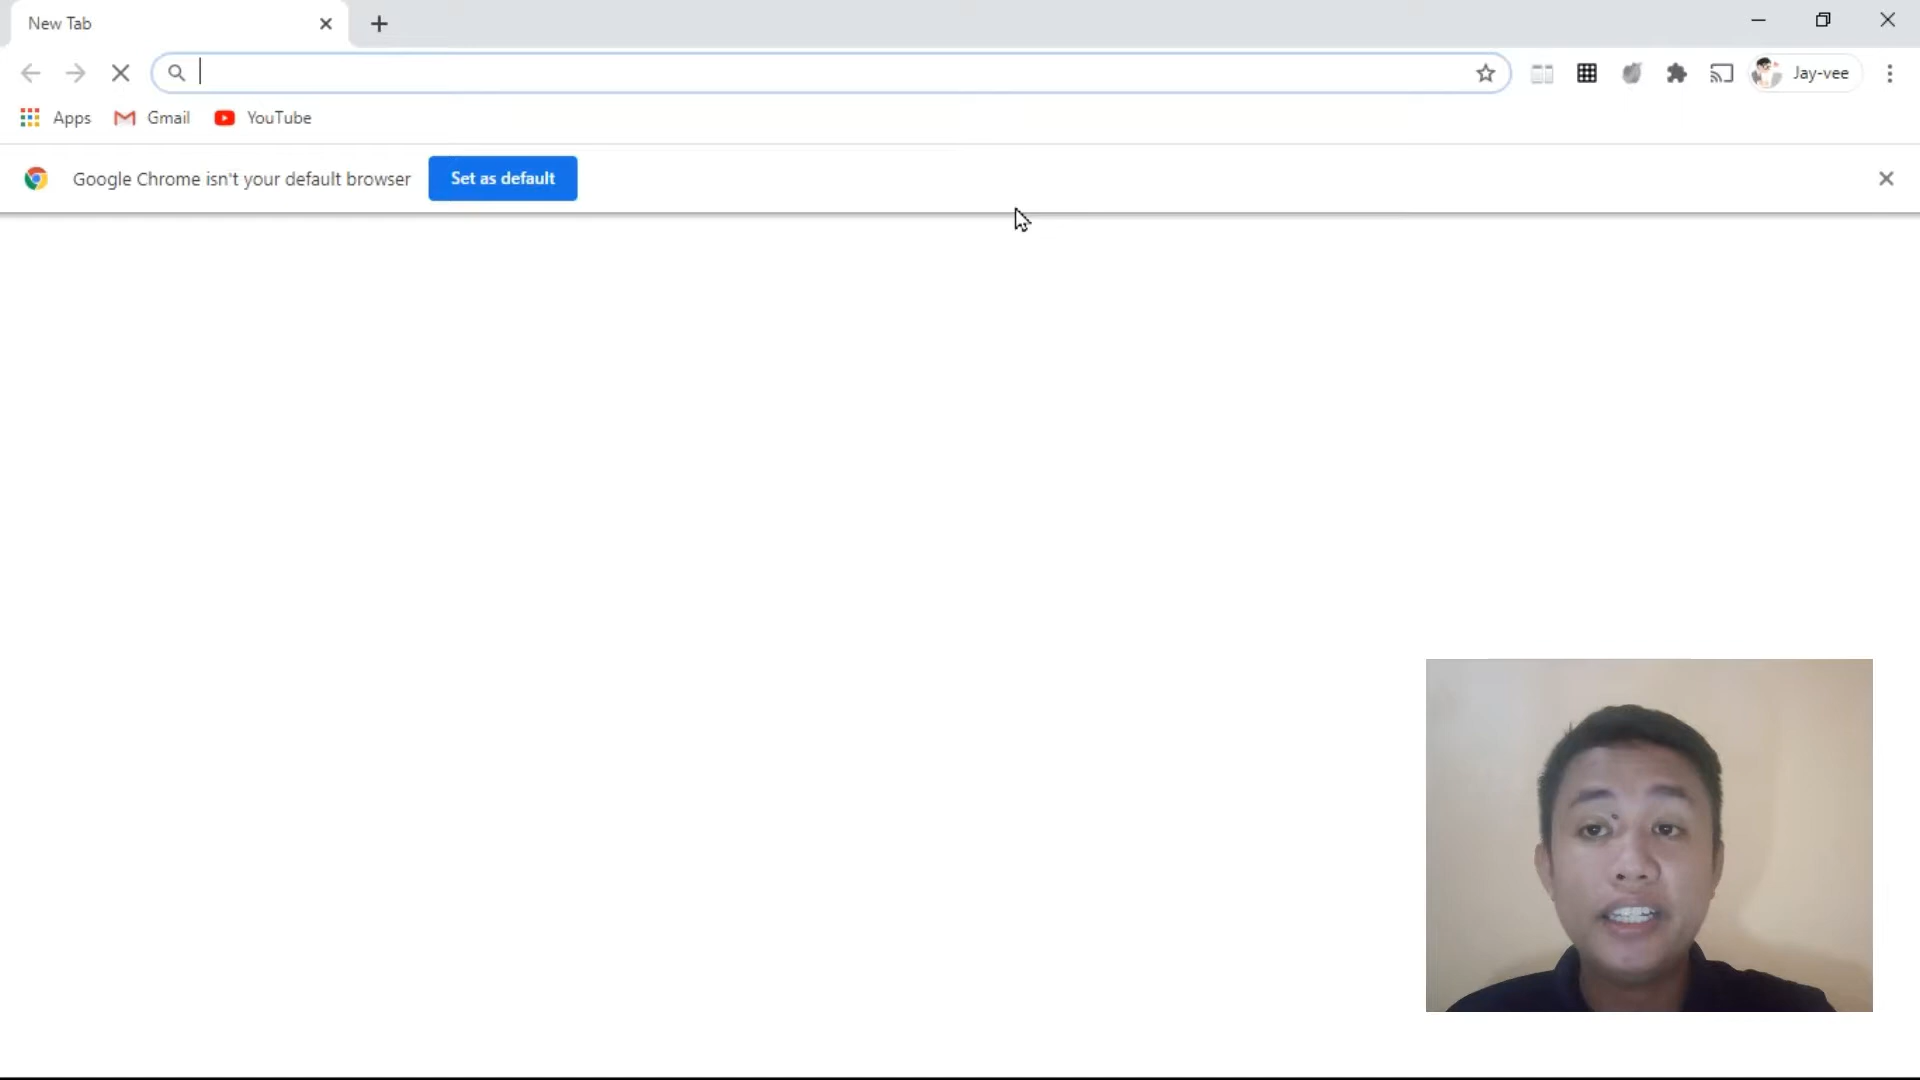 New Tab
Jay-vee
Apps
Gmail
YouTube
Google Chrome isn't your default browser
Set as default